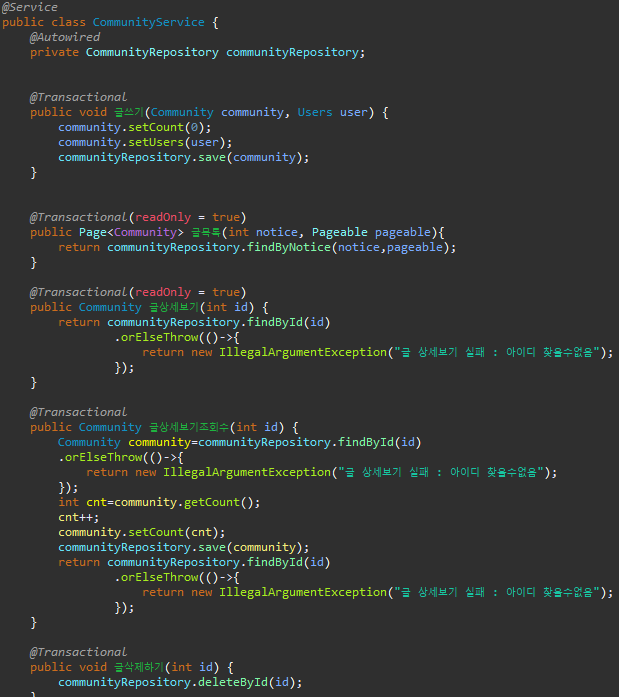 @Service
public class CommunityService {
@Autowired
private CommunityRepository communityRepository;
@Transactional
public void 글쓰기(Community community, Users user) {
community.setCount(0);
community.setUsers(user);
communityRepository.save(community);
}
@Transactional(readOnly = true)
public Page<Community> 글목록(int notice, Pageable pageable){
return communityRepository.findByNotice(notice,pageable);
}
@Transactional(readOnly = true)
public Community 글상세보기(int id) {
return communityRepository.findById(id)
.orElseThrow(()->{
return new IllegalArgumentException("글 상세보기 실패 : 아이디 찾을수없음");
});
}
@Transactional
public Community 글상세보기조회수(int id) {
Community community=communityRepository.findById(id)
.orElseThrow(()->{
return new IllegalArgumentException("글 상세보기 실패 : 아이디 찾을수없음");
});
int cnt=community.getCount();
cnt++;
community.setCount(cnt);
communityRepository.save(community);
return communityRepository.findById(id)
.orElseThrow(()->{
return new IllegalArgumentException("글 상세보기 실패 : 아이디 찾을수없음");
});
}
@Transactional
public void 글삭제하기(int id) {
communityRepository.deleteById(id);
}